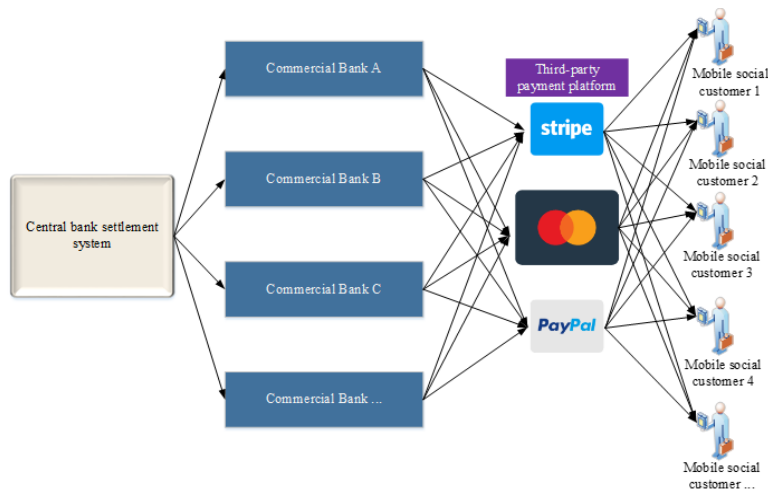 Central bank settlement
system
Commercial Bank A
Commercial Bank B
Commercial Bank C
Commercial Bank ...
Third-party
payment platform
stripe
PayPal
Mobile social
customer 1
Mobile social
customer 2
Mobile social
customer 3
Mobile social
customer 4
Mobile social
customer ...